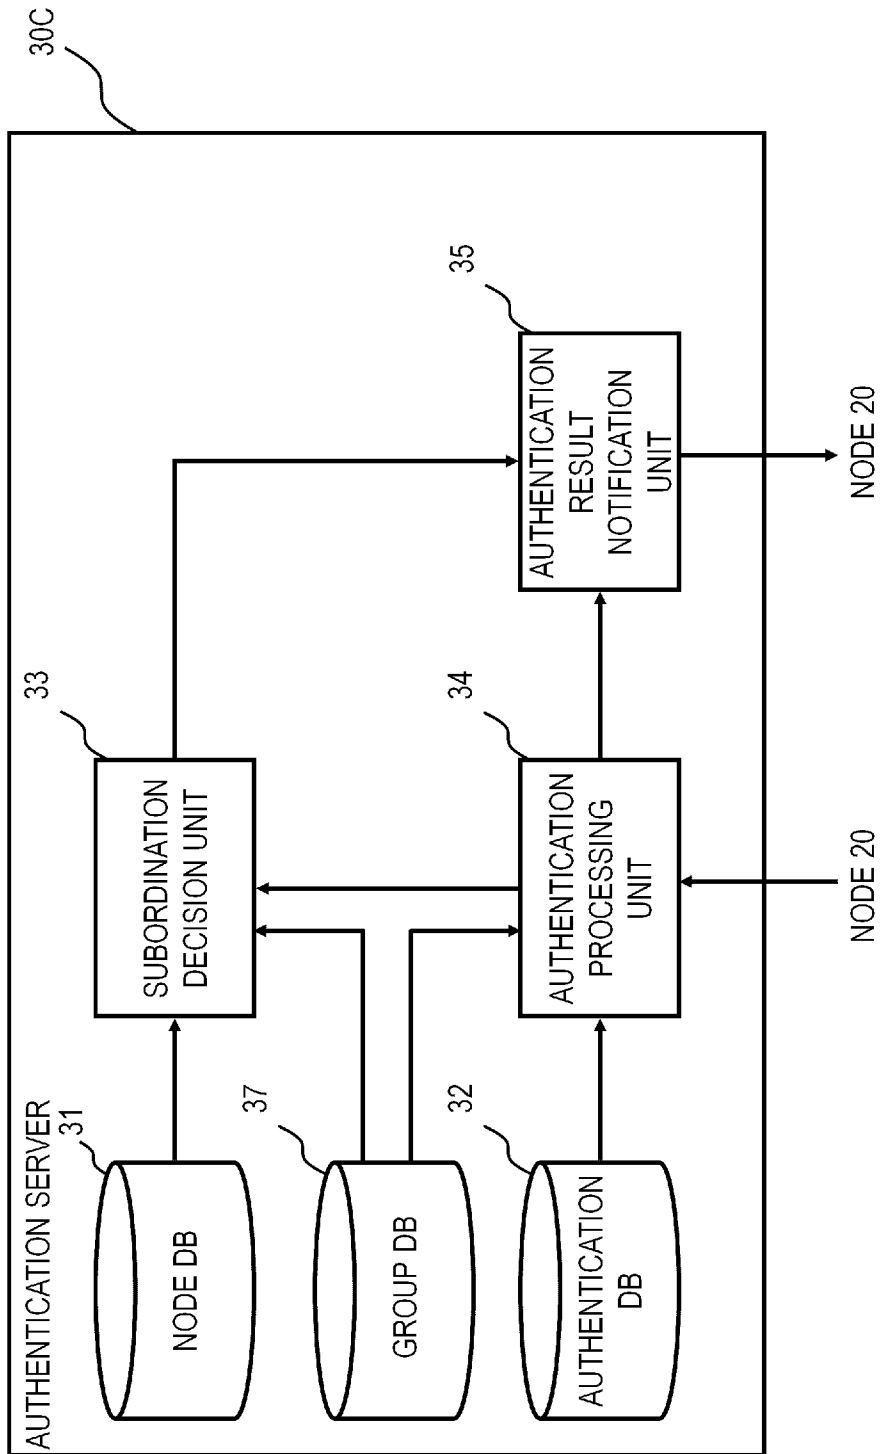 30C
AUTHENTICATION SERVER
31
NODE DB
37
GROUP DB
32
AUTHENTICATION
DB
33
SUBORDINATION
DECISION UNIT
34
AUTHENTICATION
PROCESSING
UNIT
35
AUTHENTICATION
RESULT
NOTIFICATION
UNIT
NODE 20
NODE 20